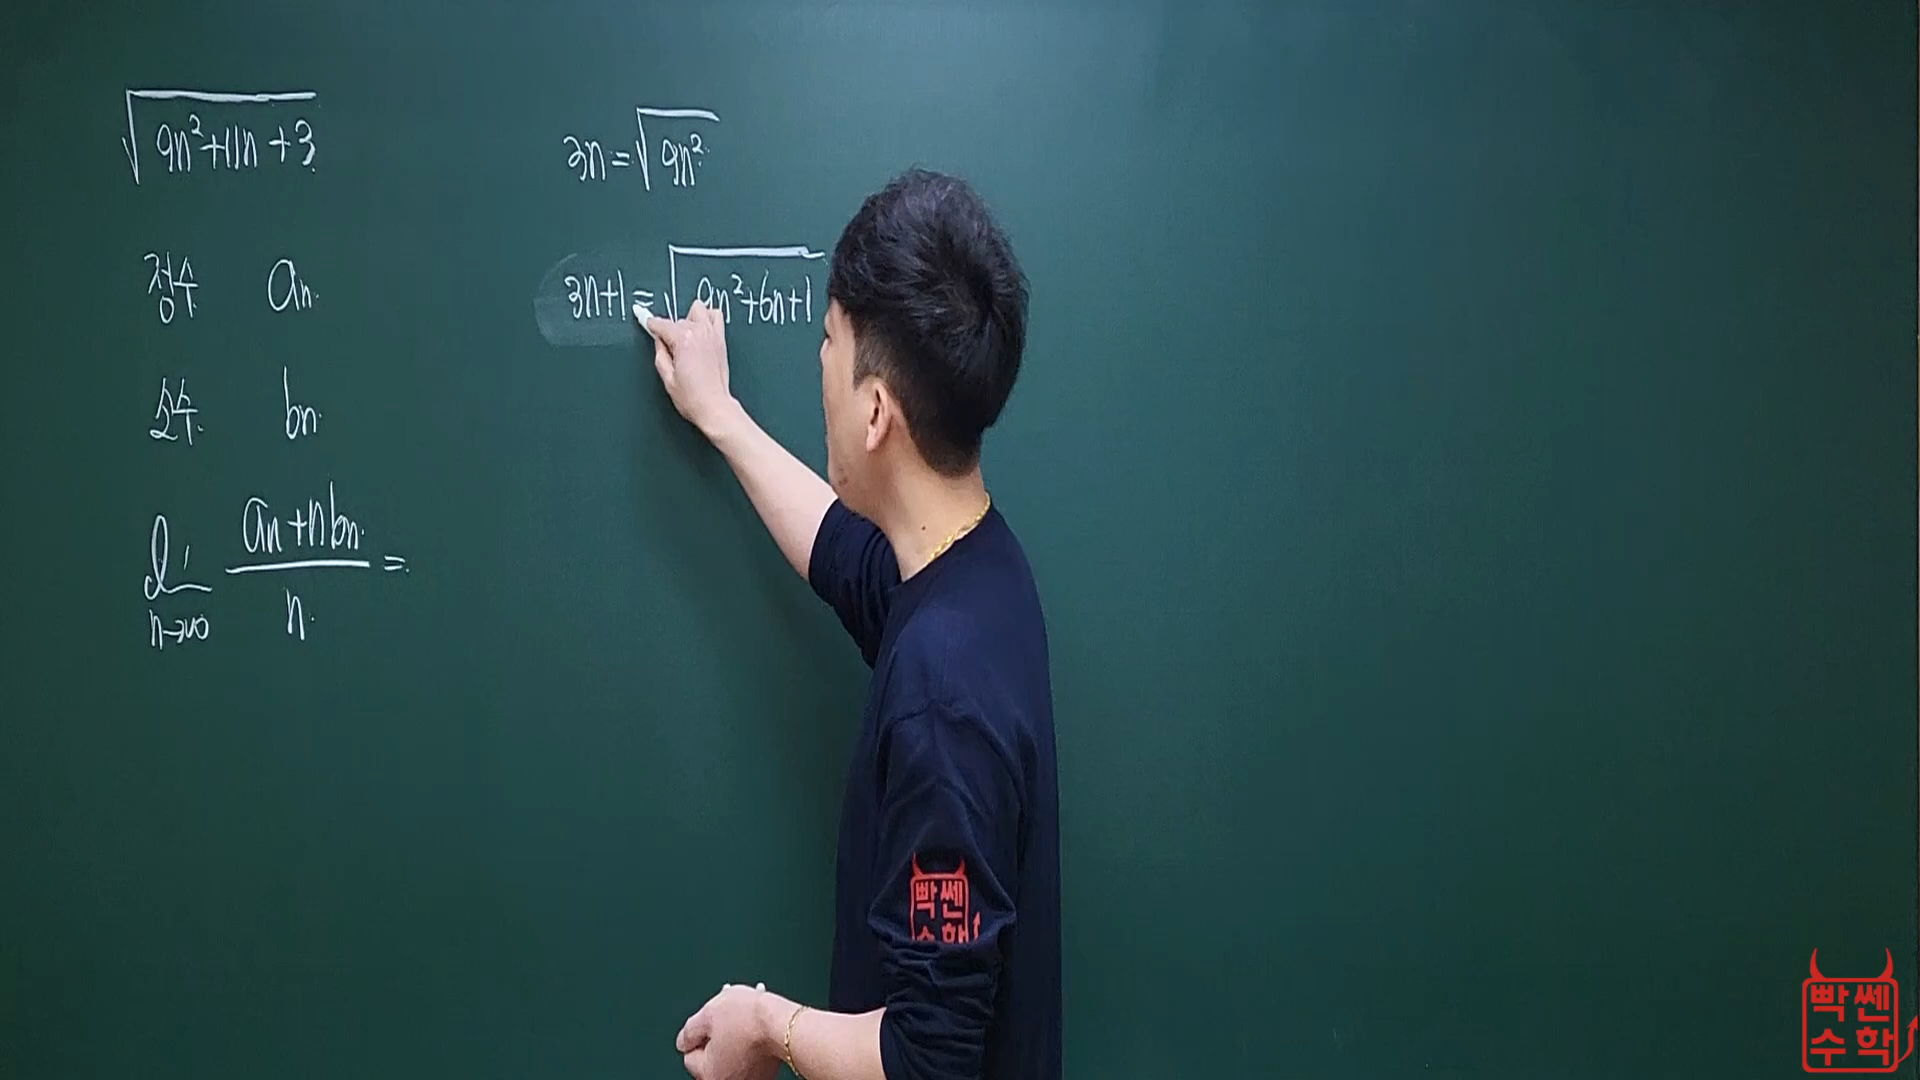 √9n²+11n+3
정수 an
소수 bn
lim n→∞ (an+nbn)/n =
3n=√9n²
3n+1=√9n²+6n+1
빡쎈
수학
빡쎈
수학